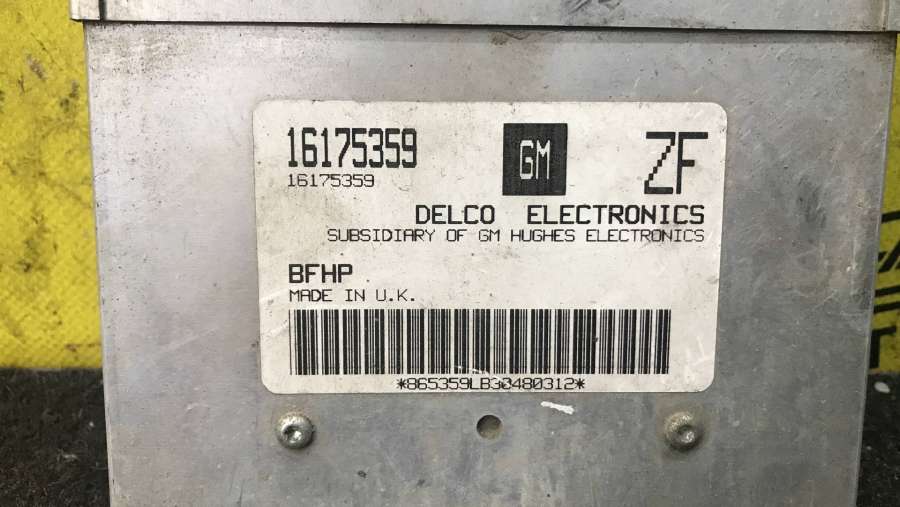 16175359
16175359
GM
ZF
DELCO ELECTRONICS
SUBSIDIARY OF GM HUGHES ELECTRONICS
BFHP
MADE IN U.K.
*865359LB30480312*